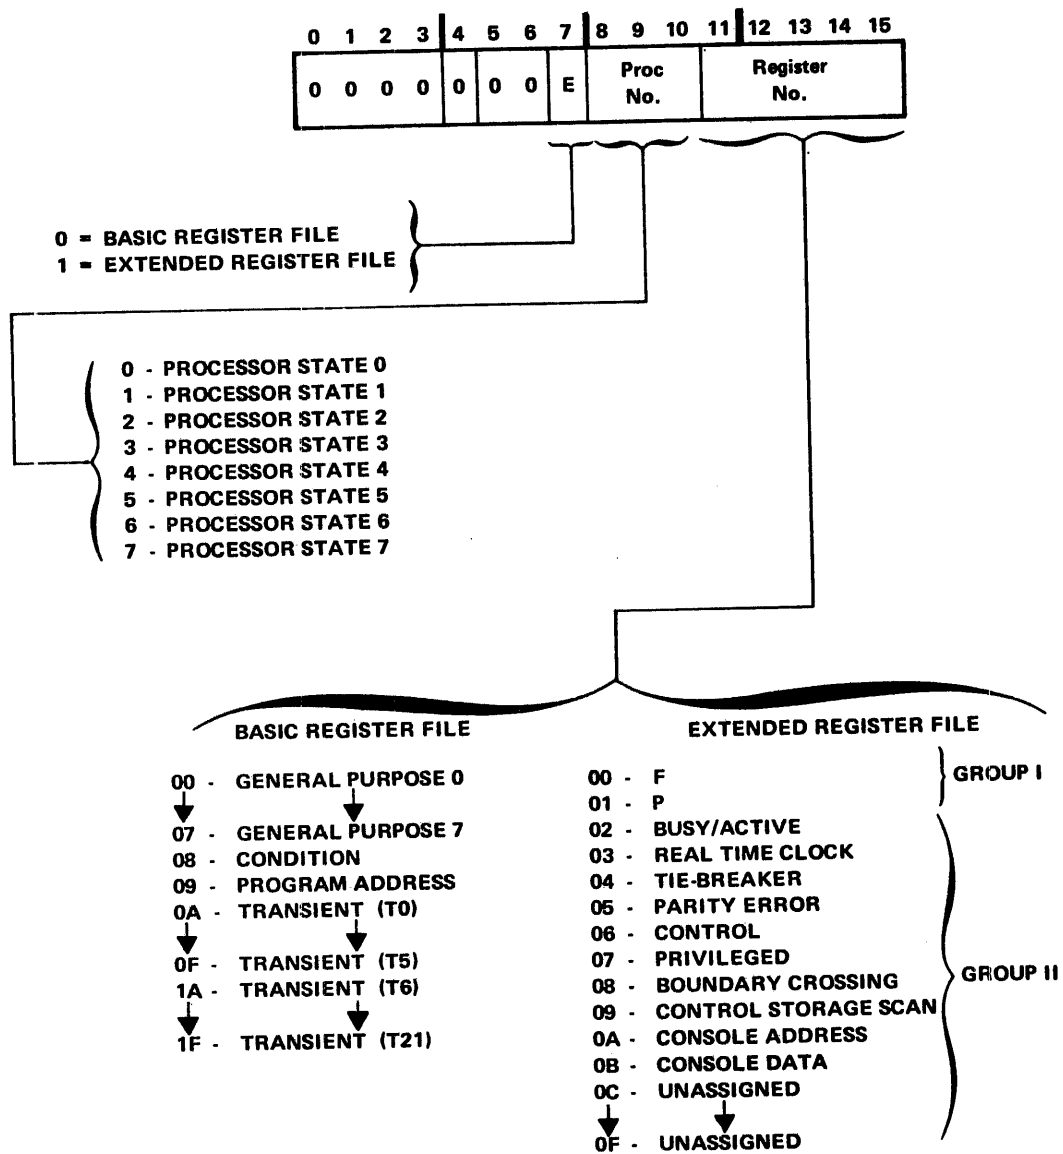 0 1 2 3 4 5 6 7 8 9 10 11 12 13 14 15
0 0 0 0 0 0 0 E Proc No. Register No.
0 = BASIC REGISTER FILE
1 = EXTENDED REGISTER FILE
0 - PROCESSOR STATE 0
1 - PROCESSOR STATE 1
2 - PROCESSOR STATE 2
3 - PROCESSOR STATE 3
4 - PROCESSOR STATE 4
5 - PROCESSOR STATE 5
6 - PROCESSOR STATE 6
7 - PROCESSOR STATE 7
BASIC REGISTER FILE
00 - GENERAL PURPOSE 0
07 - GENERAL PURPOSE 7
08 - CONDITION
09 - PROGRAM ADDRESS
0A - TRANSIENT (T0)
0F - TRANSIENT (T5)
1A - TRANSIENT (T6)
1F - TRANSIENT (T21)
EXTENDED REGISTER FILE
00 - F
01 - P
GROUP I
02 - BUSY/ACTIVE
03 - REAL TIME CLOCK
04 - TIE-BREAKER
05 - PARITY ERROR
06 - CONTROL
07 - PRIVILEGED
08 - BOUNDARY CROSSING
09 - CONTROL STORAGE SCAN
0A - CONSOLE ADDRESS
0B - CONSOLE DATA
0C - UNASSIGNED
0F - UNASSIGNED
GROUP II